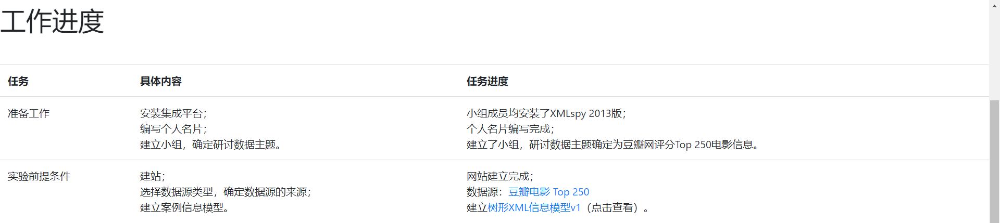 工作进度
任务 具体内容 任务进度
准备工作 安装集成平台； 小组成员均安装了XMLspy 2013版；
编写个人名片； 个人名片编写完成；
建立小组，确定研讨数据主题。 建立了小组，研讨数据主题确定为豆瓣网评分Top 250电影信息。
实验前提条件 建站； 网站建立完成；
选择数据源类型，确定数据源的来源； 数据源：豆瓣电影 Top 250
建立案例信息模型。 建立树形XML信息模型v1（点击查看）。